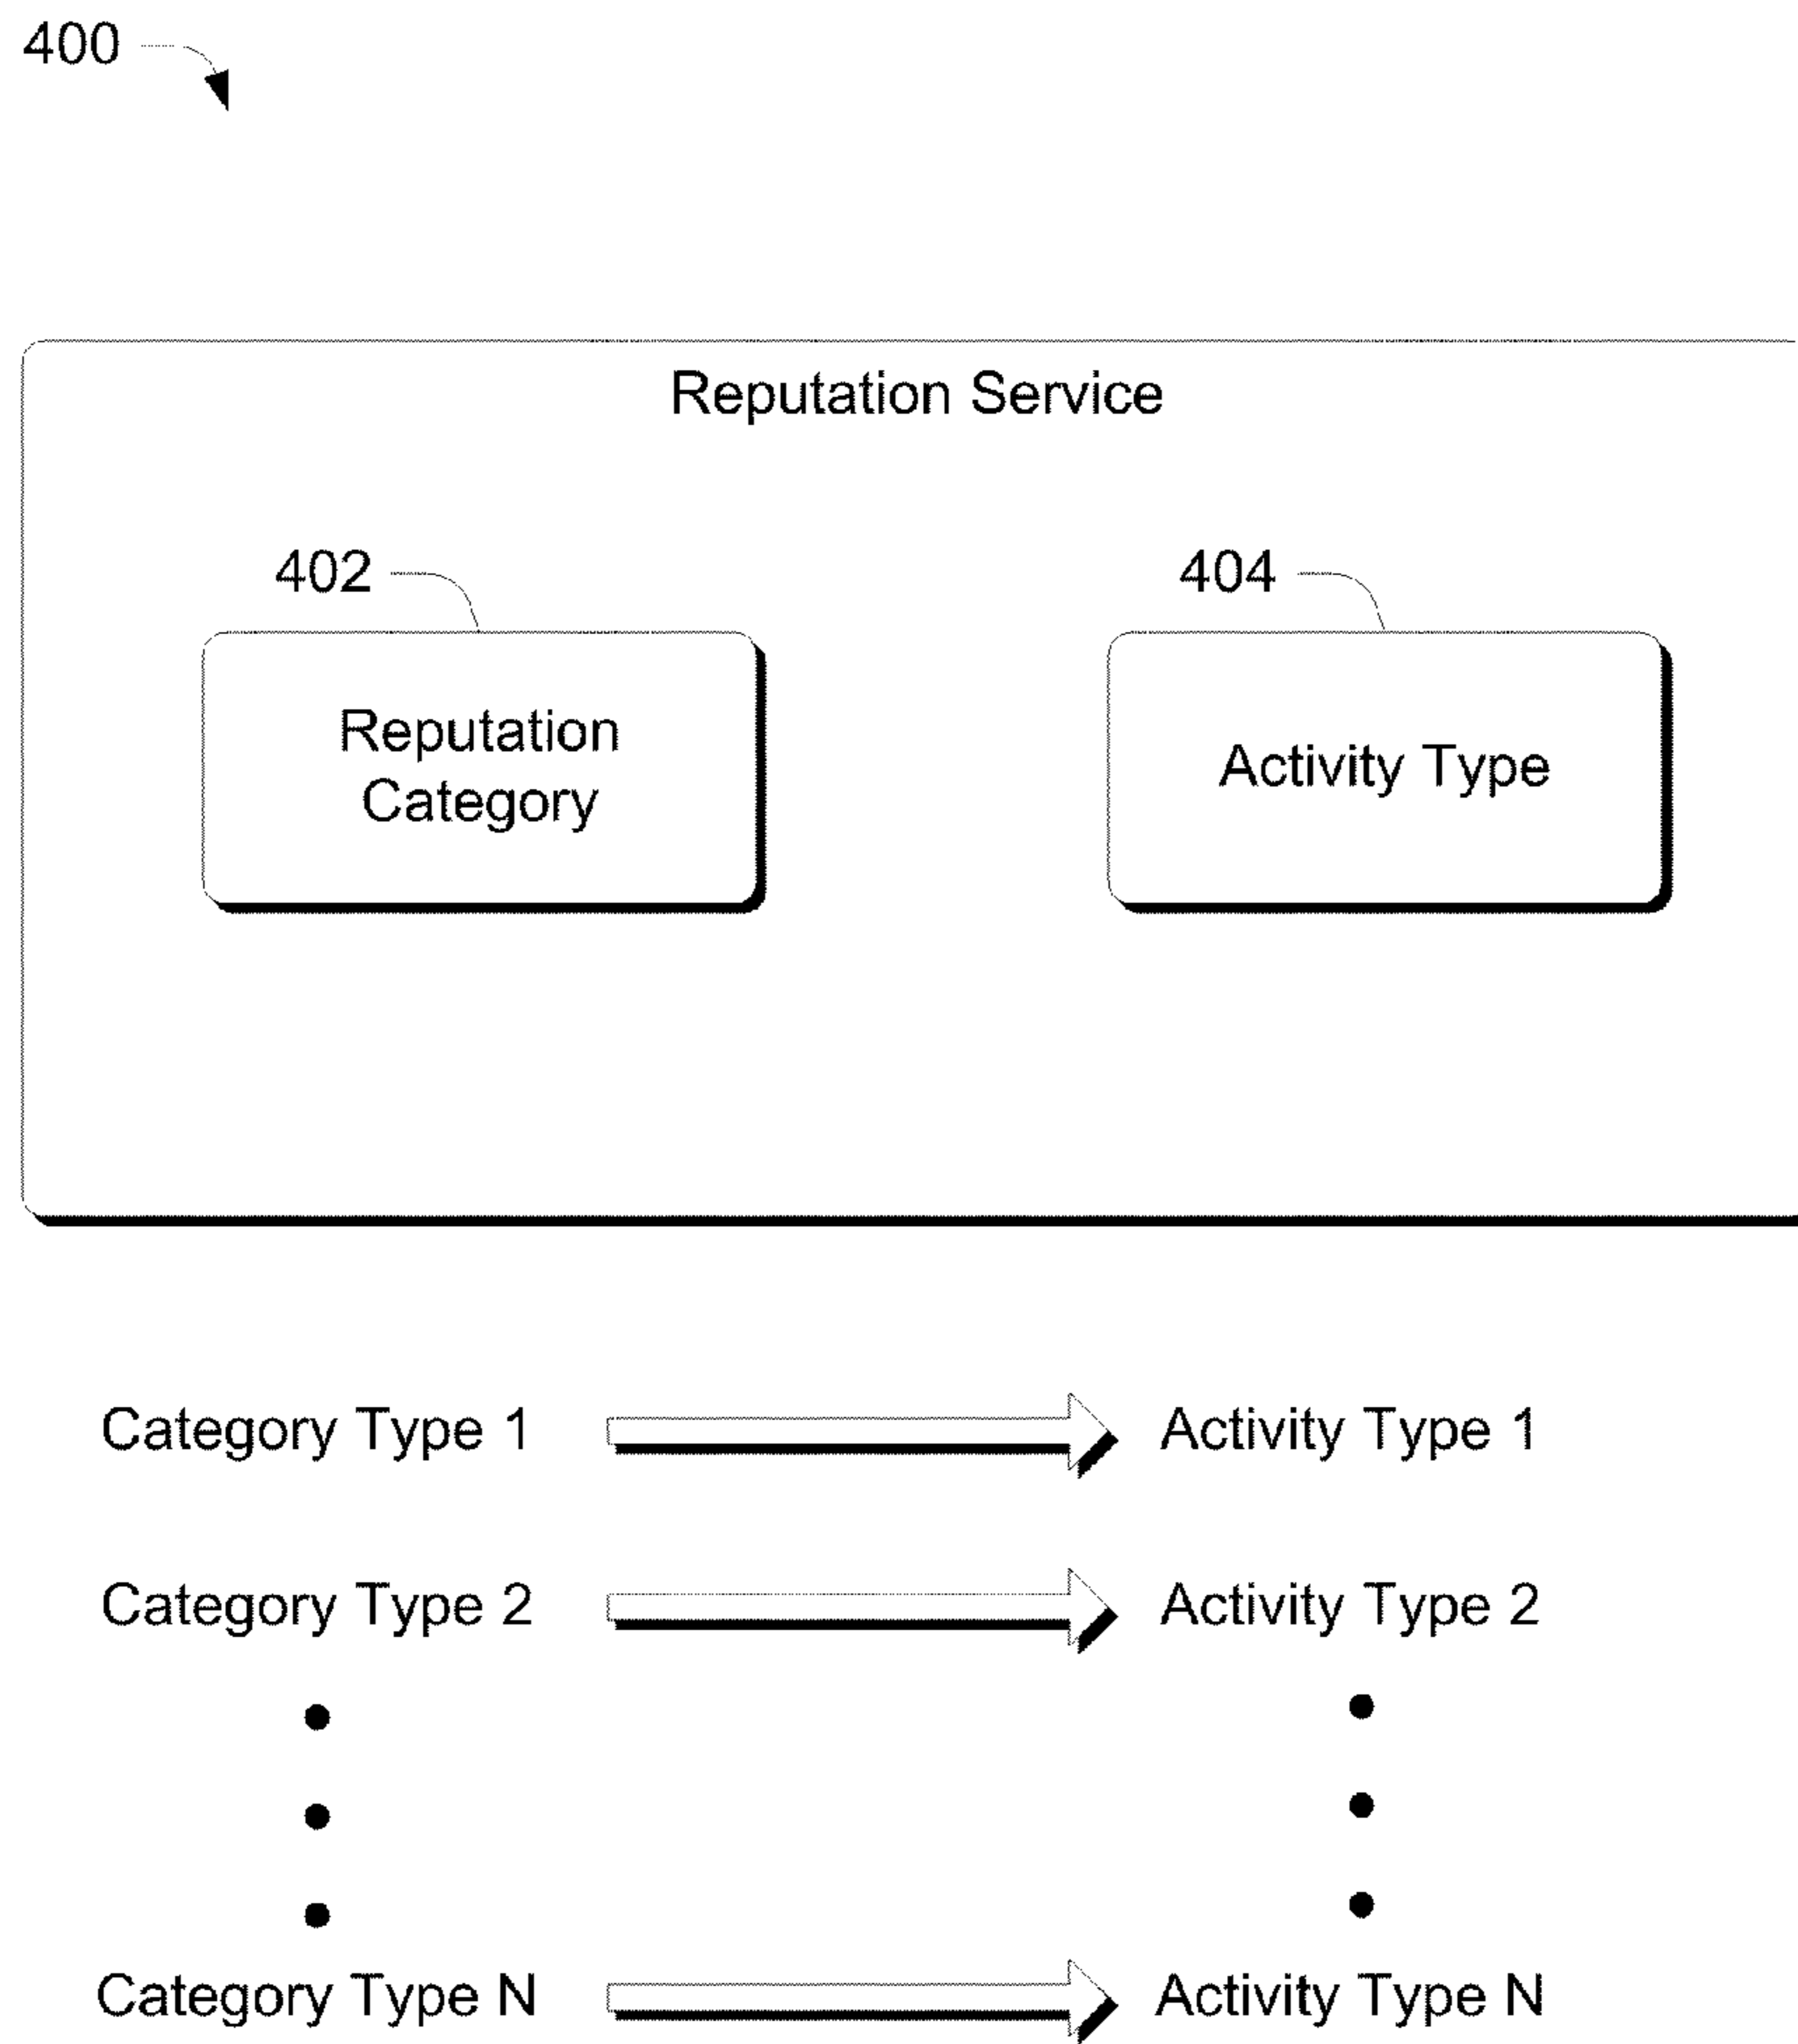 400
Reputation Service
402
404
Reputation
Category
Activity Type
Category Type 1
Activity Type 1
Category Type 2
Activity Type 2
Category Type N
Activity Type N